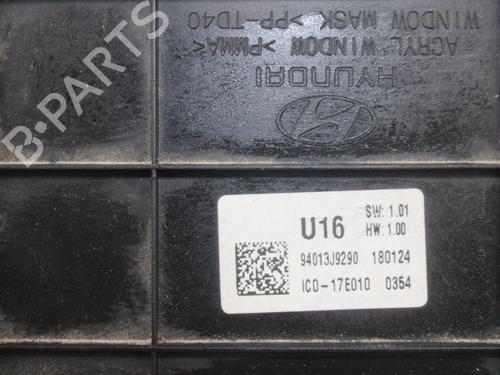 WINDOW MASK >PP-TD40
ACRYL WINDOW >PMMA<
HYUNDAI
U16
SW: 1.01
HW: 1.00
94013J9290 180124
ICO-17E010 0354
B-PARTS